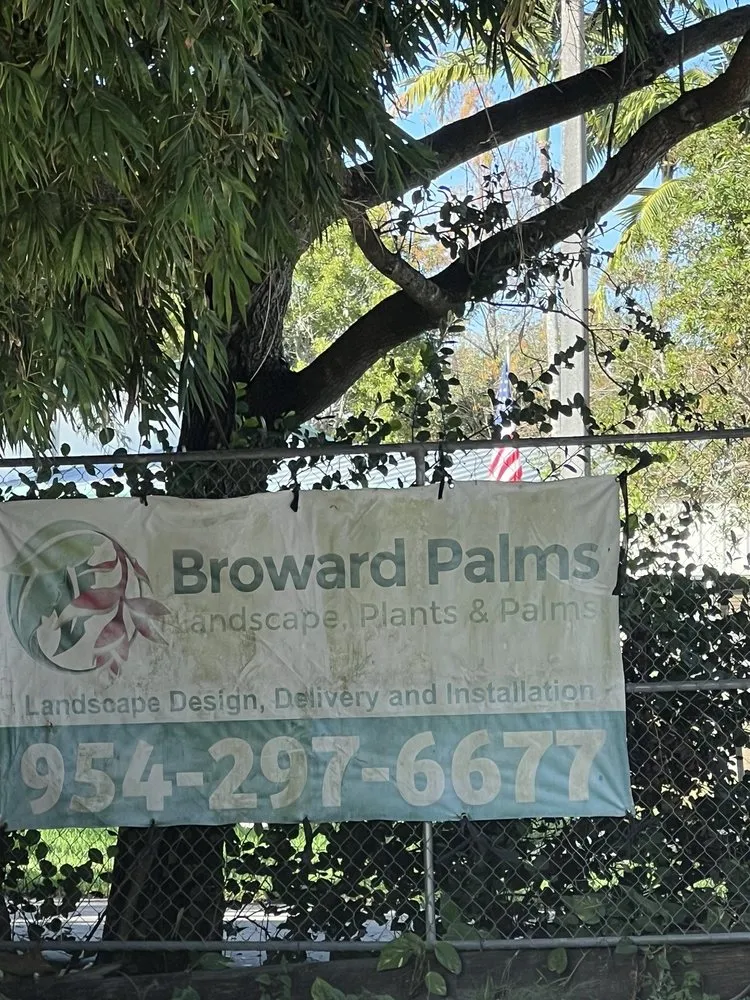 Broward Palms
Landscape, Plants & Palms
Landscape Design, Delivery and Installation
954-297-6677